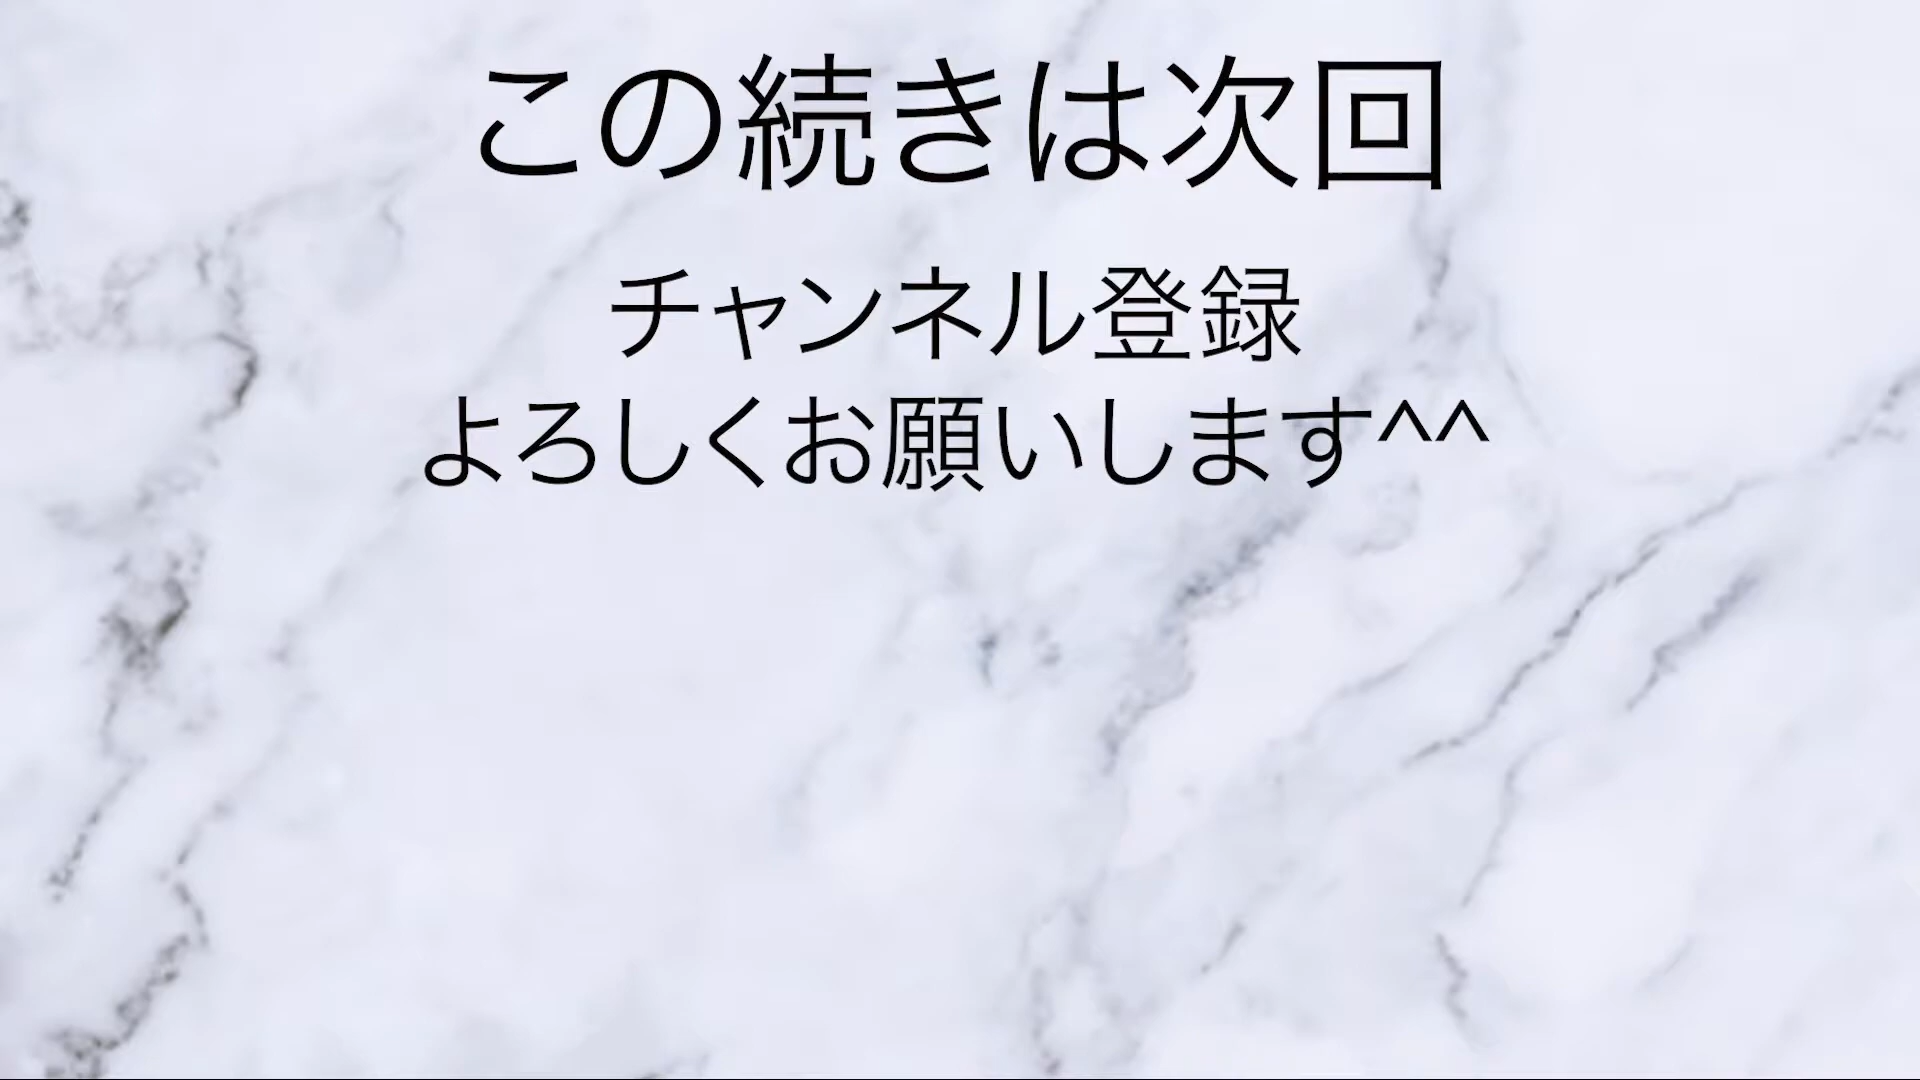 この続きは次回
チャンネル登録
よろしくお願いします^^